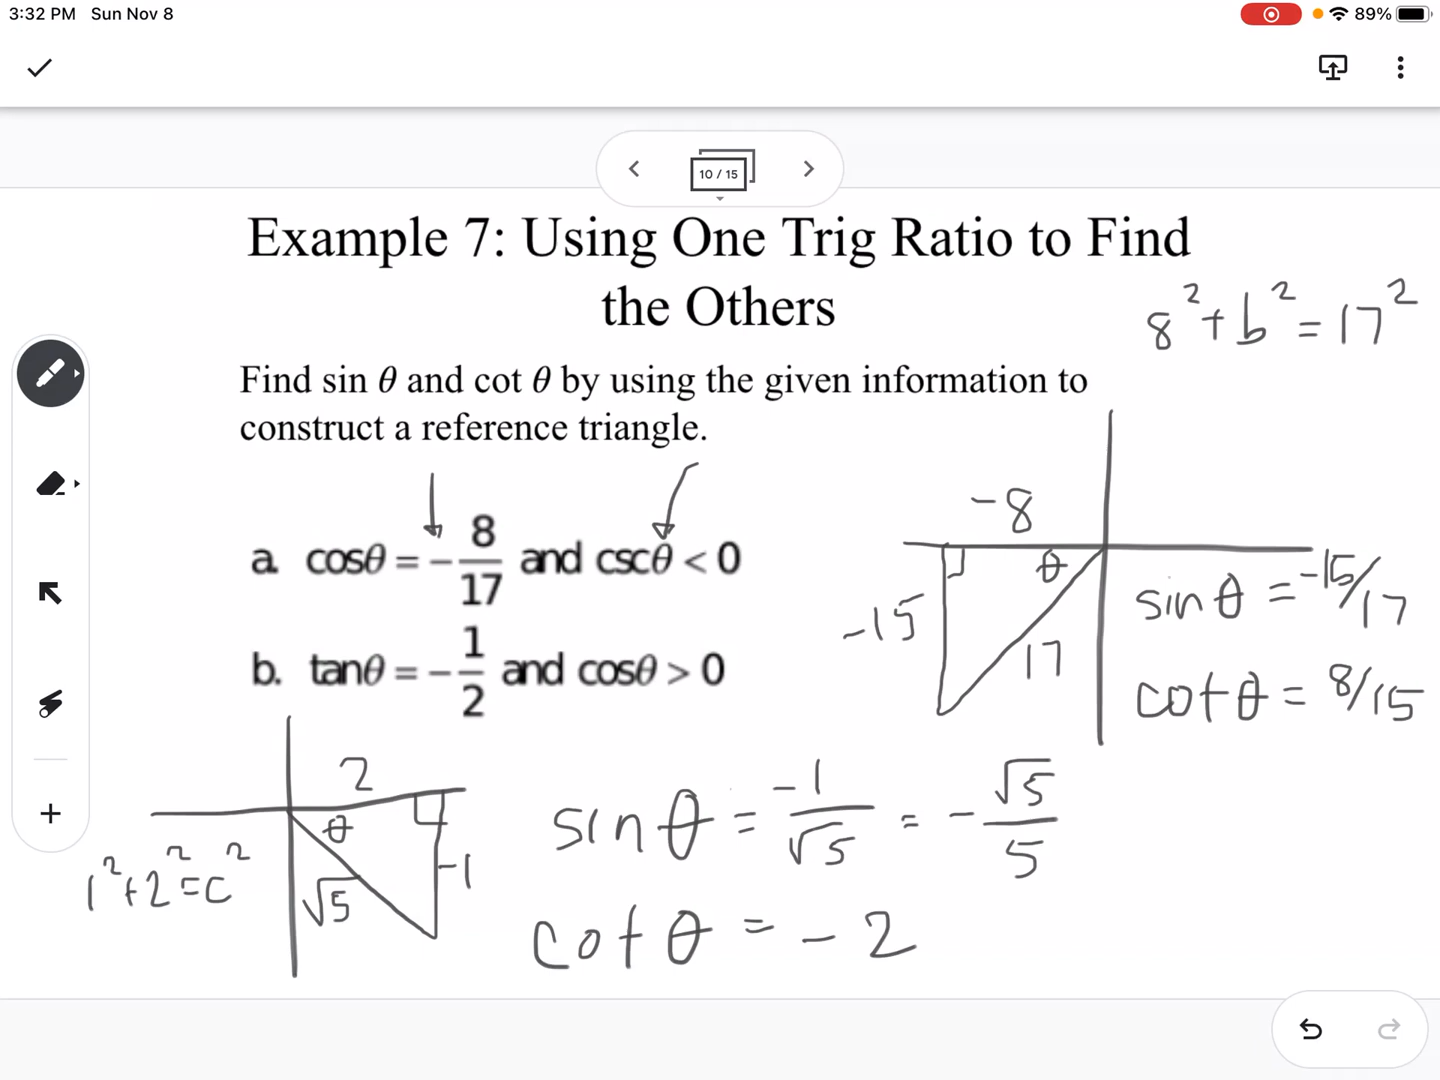 3:32 PM Sun Nov 8
89%
10 / 15
Example 7: Using One Trig Ratio to Find
the Others
8² + b² = 17²
Find sin θ and cot θ by using the given information to
construct a reference triangle.
a. cosθ = -8/17 and cscθ < 0
b. tanθ = -1/2 and cosθ > 0
-8
θ
-15
17
sin θ = -15/17
cot θ = 8/15
2
θ
-1
√5
1² + 2² = c²
sin θ = -1/√5 = -√5/5
cot θ = -2